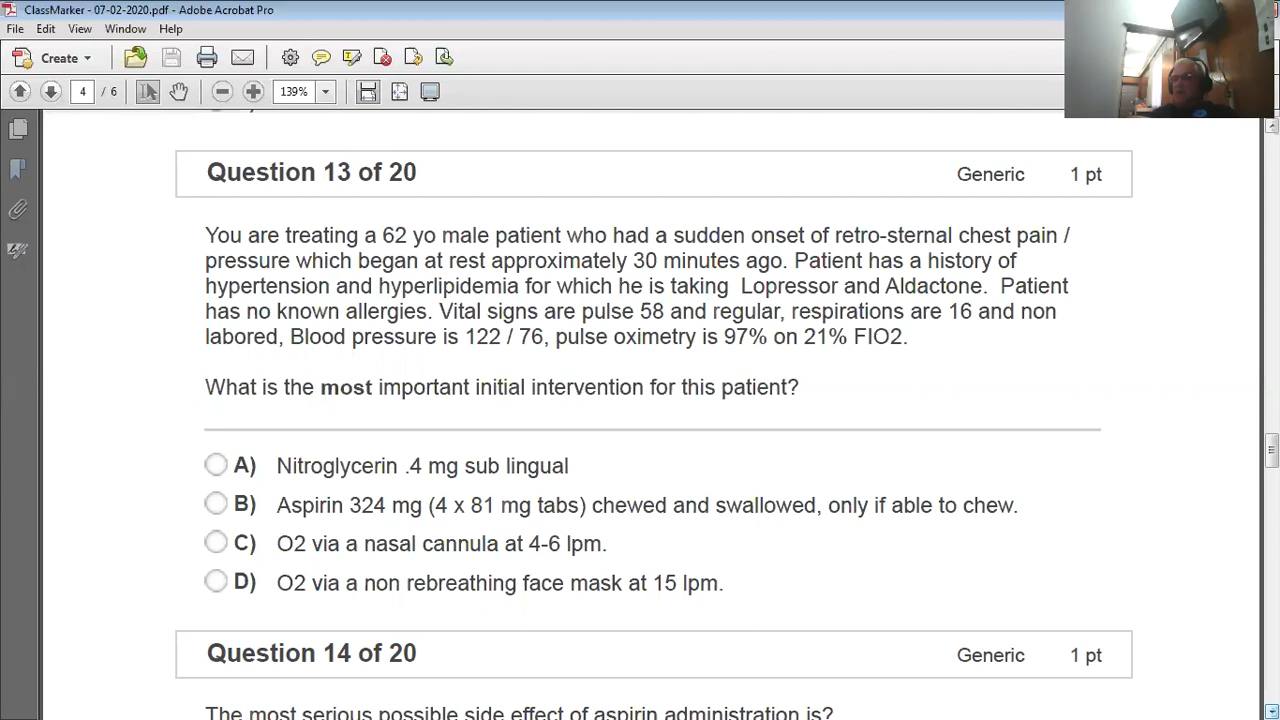 ClassMarker - 07-02-2020.pdf - Adobe Acrobat Pro
File Edit View Window Help
Create
4 / 6 139%
Question 13 of 20 Generic 1 pt
You are treating a 62 yo male patient who had a sudden onset of retro-sternal chest pain /
pressure which began at rest approximately 30 minutes ago. Patient has a history of
hypertension and hyperlipidemia for which he is taking Lopressor and Aldactone. Patient
has no known allergies. Vital signs are pulse 58 and regular, respirations are 16 and non
labored, Blood pressure is 122 / 76, pulse oximetry is 97% on 21% FIO2.
What is the most important initial intervention for this patient?
A) Nitroglycerin .4 mg sub lingual
B) Aspirin 324 mg (4 x 81 mg tabs) chewed and swallowed, only if able to chew.
C) O2 via a nasal cannula at 4-6 lpm.
D) O2 via a non rebreathing face mask at 15 lpm.
Question 14 of 20 Generic 1 pt
The most serious possible side effect of aspirin administration is?